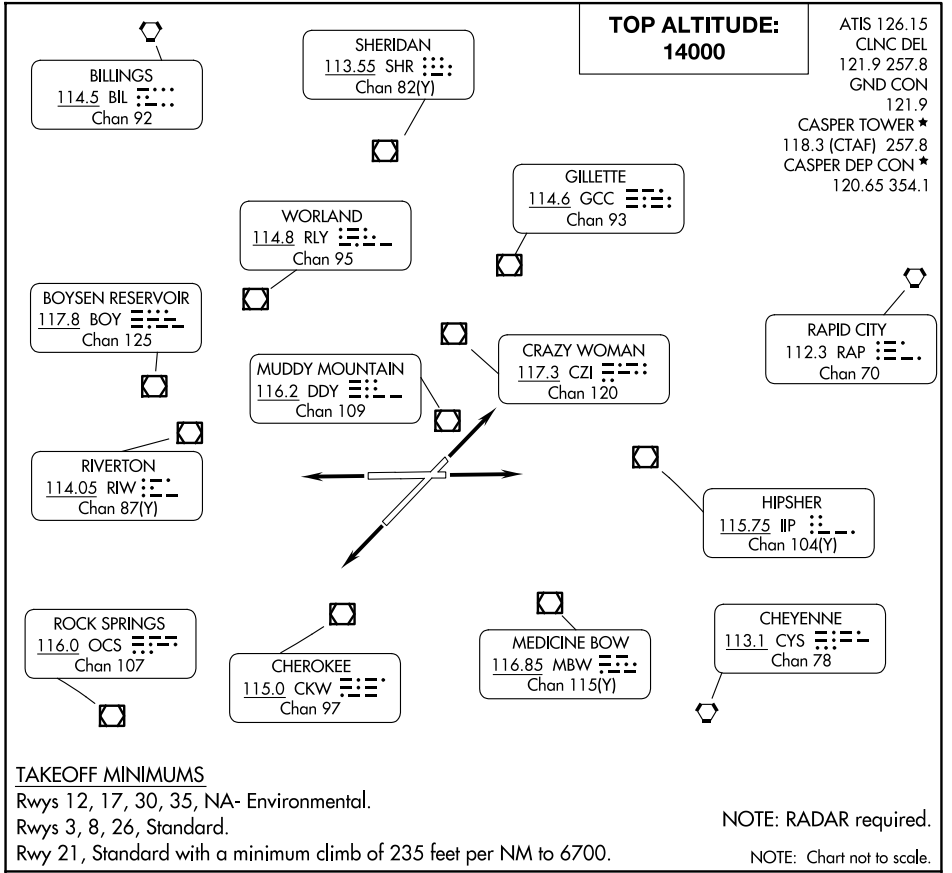 TOP ALTITUDE:
14000
ATIS 126.15
CLNC DEL
121.9 257.8
GND CON
121.9
CASPER TOWER ★
118.3 (CTAF) 257.8
CASPER DEP CON ★
120.65 354.1
BILLINGS
114.5 BIL
Chan 92
SHERIDAN
113.55 SHR
Chan 82(Y)
GILLETTE
114.6 GCC
Chan 93
WORLAND
114.8 RLY
Chan 95
BOYSEN RESERVOIR
117.8 BOY
Chan 125
RAPID CITY
112.3 RAP
Chan 70
CRAZY WOMAN
117.3 CZI
Chan 120
MUDDY MOUNTAIN
116.2 DDY
Chan 109
RIVERTON
114.05 RIW
Chan 87(Y)
HIPSHER
115.75 IIP
Chan 104(Y)
ROCK SPRINGS
116.0 OCS
Chan 107
CHEROKEE
115.0 CKW
Chan 97
MEDICINE BOW
116.85 MBW
Chan 115(Y)
CHEYENNE
113.1 CYS
Chan 78
TAKEOFF MINIMUMS
Rwys 12, 17, 30, 35, NA- Environmental.
Rwys 3, 8, 26, Standard.
Rwy 21, Standard with a minimum climb of 235 feet per NM to 6700.
NOTE: RADAR required.
NOTE: Chart not to scale.